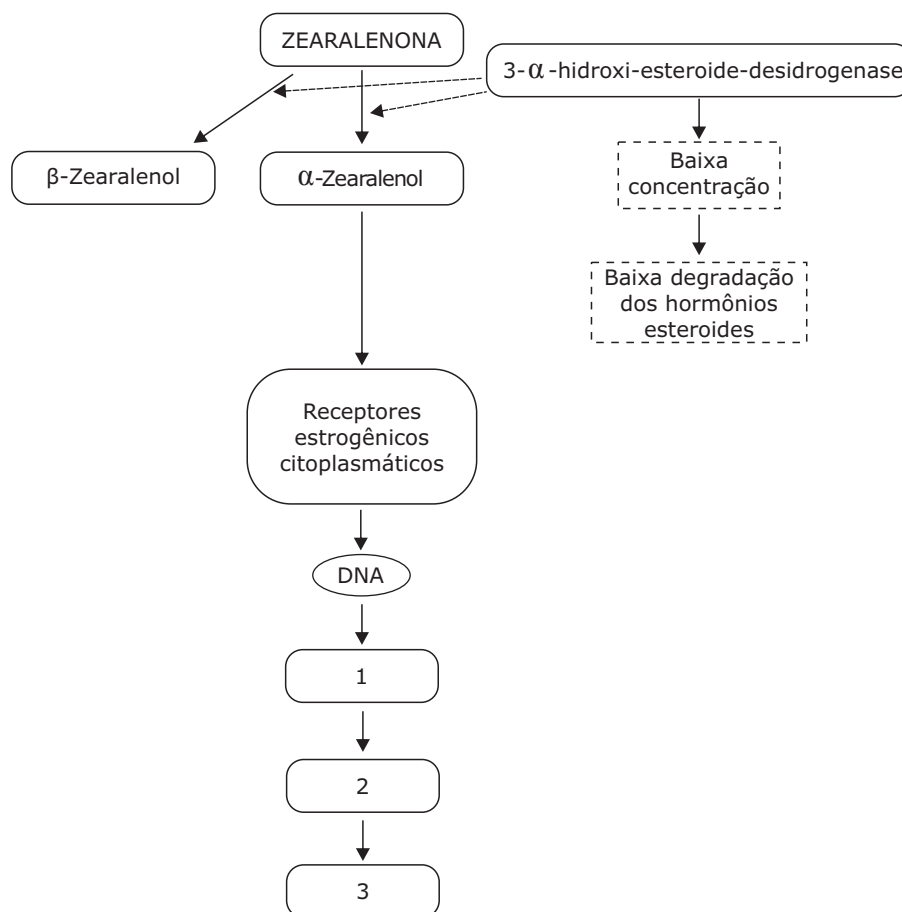 ZEARALENONA
3-α-hidroxi-esteroide-desidrogenase
β-Zearalenol
α-Zearalenol
Baixa
concentração
Baixa degradação
dos hormônios
esteroides
Receptores
estrogênicos
citoplasmáticos
DNA
1
2
3